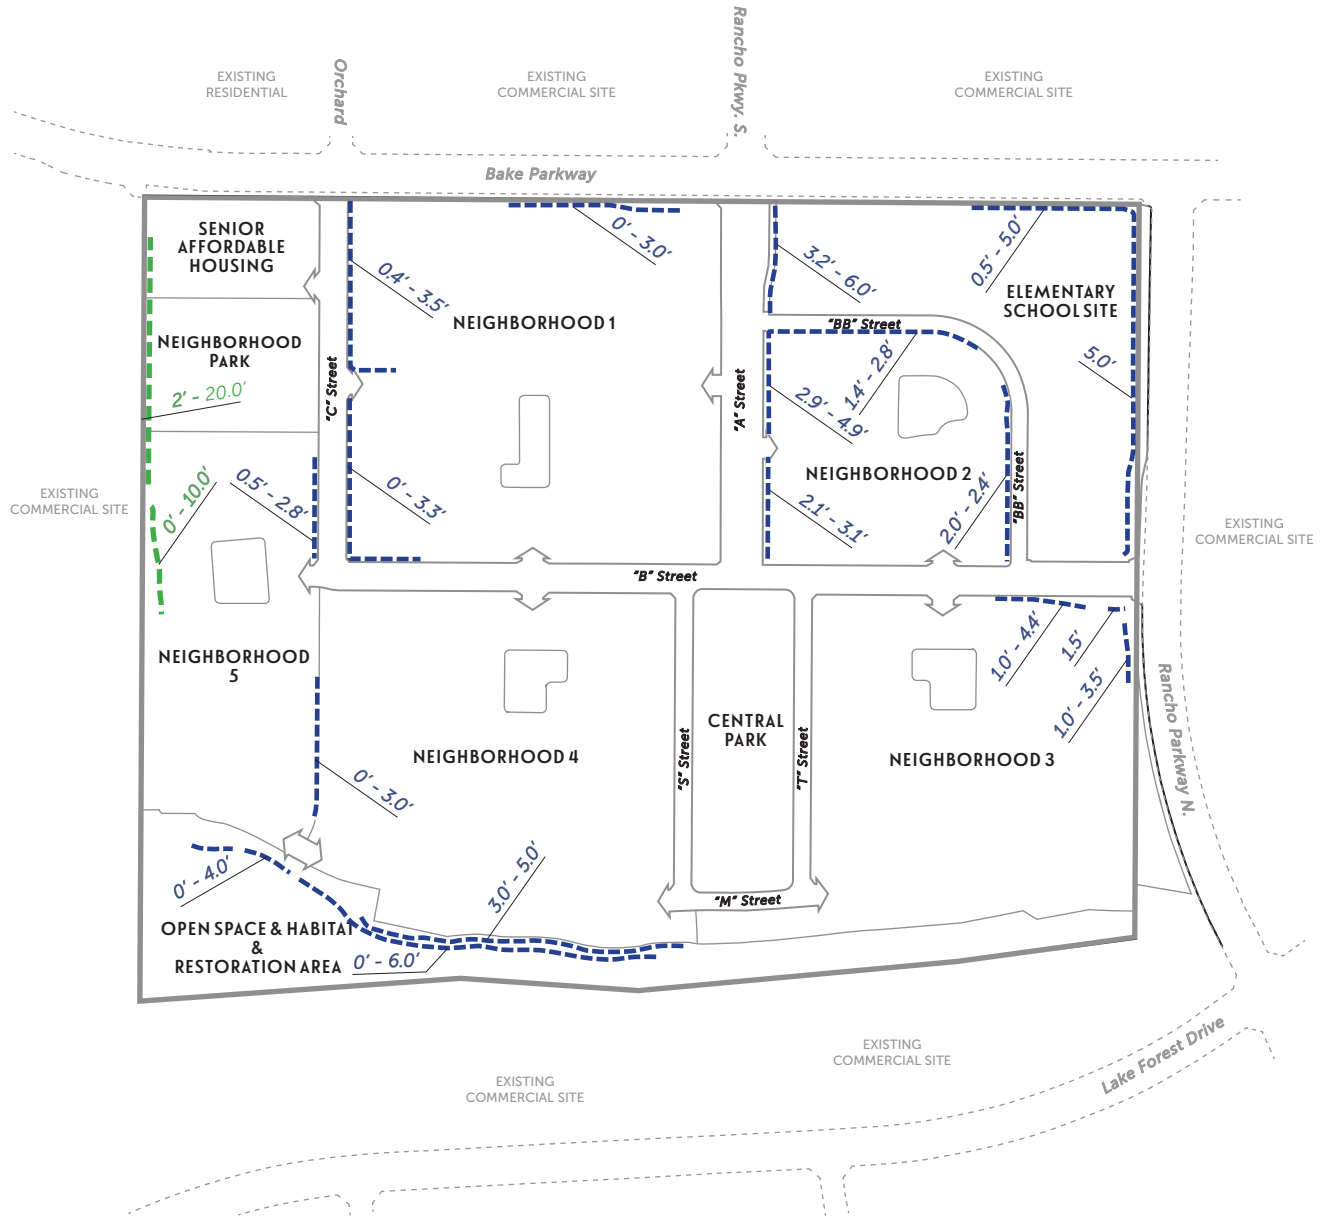 Rancho Pkwy. S.
Orchard
EXISTING
RESIDENTIAL
EXISTING
COMMERCIAL SITE
EXISTING
COMMERCIAL SITE
Bake Parkway
SENIOR
AFFORDABLE
HOUSING
0' - 3.0'
3.2' - 6.0'
0.5' - 5.0'
0.4' - 3.5'
ELEMENTARY
SCHOOL SITE
NEIGHBORHOOD 1
"BB" Street
NEIGHBORHOOD
PARK
"C" Street
"A" Street
1.4' - 2.8'
5.0'
2' - 20.0'
2.9' - 4.9'
NEIGHBORHOOD 2
"BB" Street
0' - 10.0'
0.5' - 2.8'
0' - 3.3'
2.1' - 3.1'
2.0' - 2.4'
EXISTING
COMMERCIAL SITE
EXISTING
COMMERCIAL SITE
"B" Street
1.0' - 4.4'
1.5'
1.0' - 3.5'
NEIGHBORHOOD
5
Rancho Parkway N.
CENTRAL
PARK
"S" Street
"T" Street
NEIGHBORHOOD 4
NEIGHBORHOOD 3
0' - 3.0'
0' - 4.0'
3.0' - 5.0'
"M" Street
OPEN SPACE & HABITAT
&
RESTORATION AREA
0' - 6.0'
EXISTING
COMMERCIAL SITE
Lake Forest Drive
EXISTING
COMMERCIAL SITE